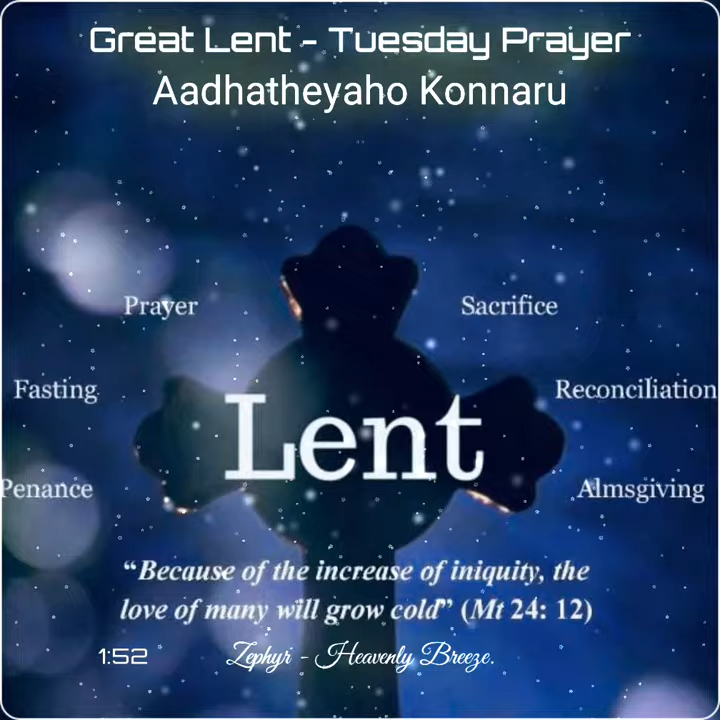 Great Lent - Tuesday Prayer
Aadhatheyaho Konnaru
Prayer
Sacrifice
Fasting
Reconciliation
Lent
Penance
Almsgiving
“Because of the increase of iniquity, the
love of many will grow cold” (Mt 24: 12)
1:52
Zephyr - Heavenly Breeze.